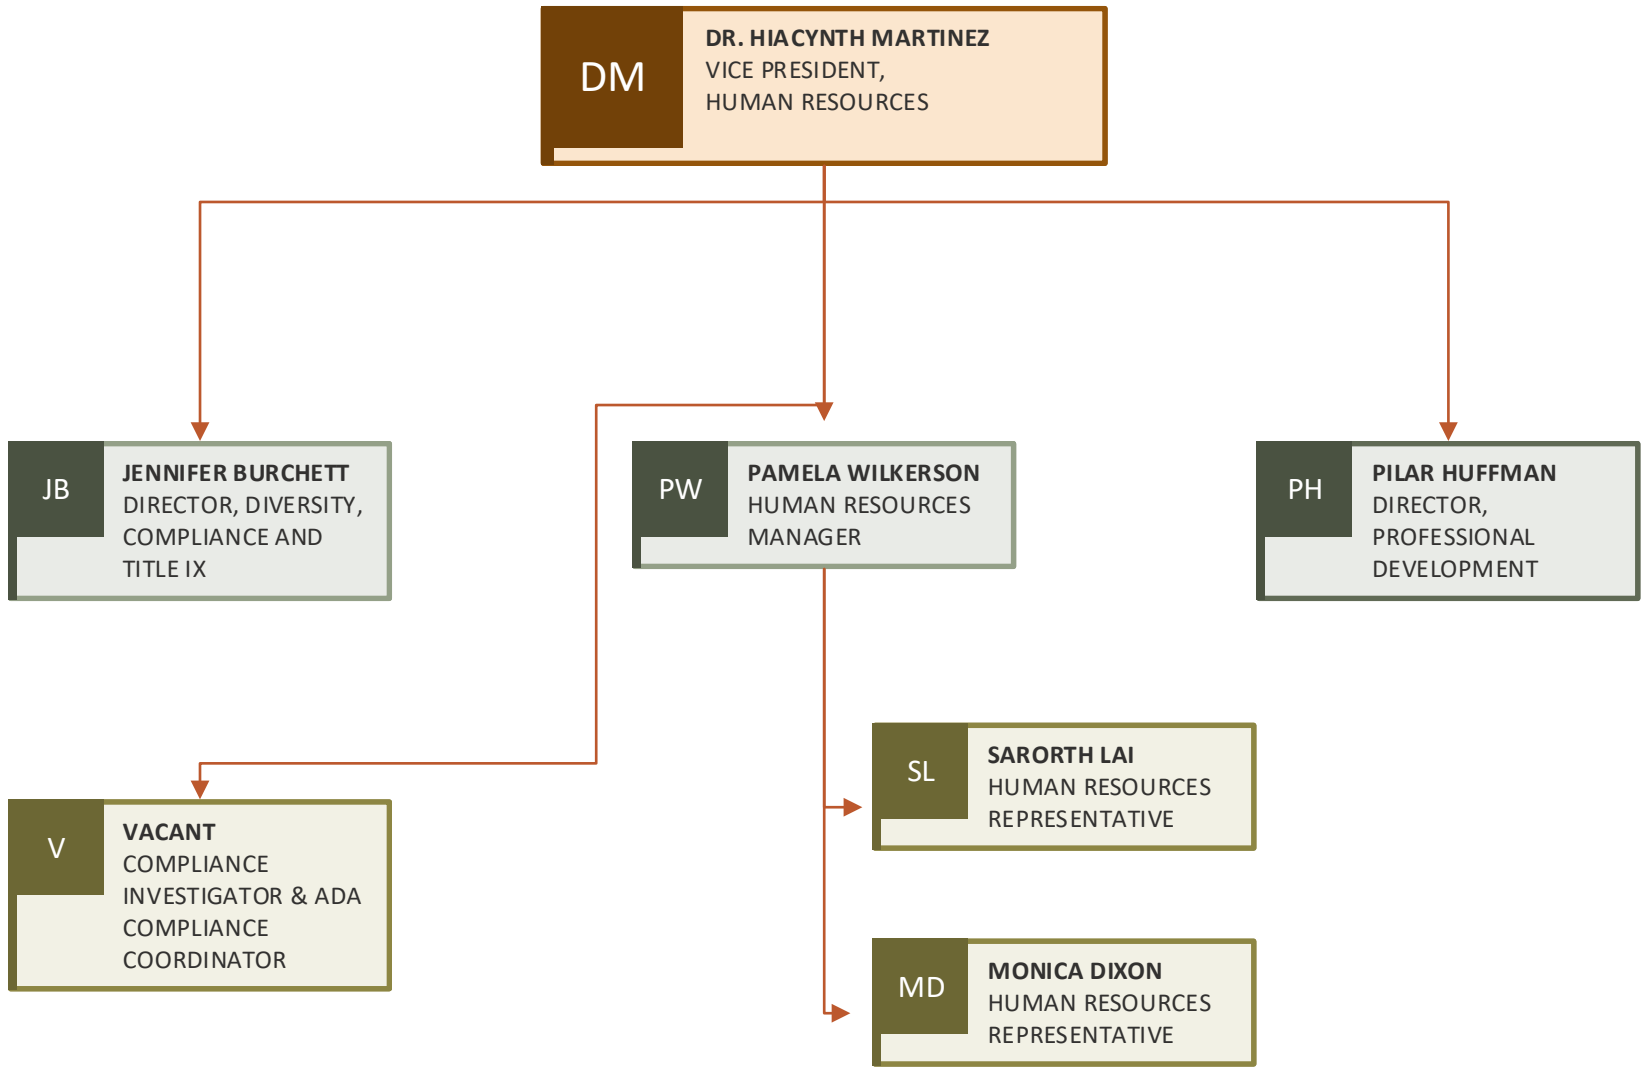 DM
DR. HIACYNTH MARTINEZ
VICE PRESIDENT,
HUMAN RESOURCES
JB
JENNIFER BURCHETT
DIRECTOR, DIVERSITY,
COMPLIANCE AND
TITLE IX
PW
PAMELA WILKERSON
HUMAN RESOURCES
MANAGER
PH
PILAR HUFFMAN
DIRECTOR,
PROFESSIONAL
DEVELOPMENT
SL
SARORTH LAI
HUMAN RESOURCES
REPRESENTATIVE
V
VACANT
COMPLIANCE
INVESTIGATOR & ADA
COMPLIANCE
COORDINATOR
MD
MONICA DIXON
HUMAN RESOURCES
REPRESENTATIVE